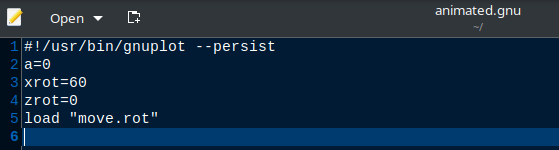 Open
animated.gnu
~/
1 #!/usr/bin/gnuplot --persist
2 a=0
3 xrot=60
4 zrot=0
5 load "move.rot"
6